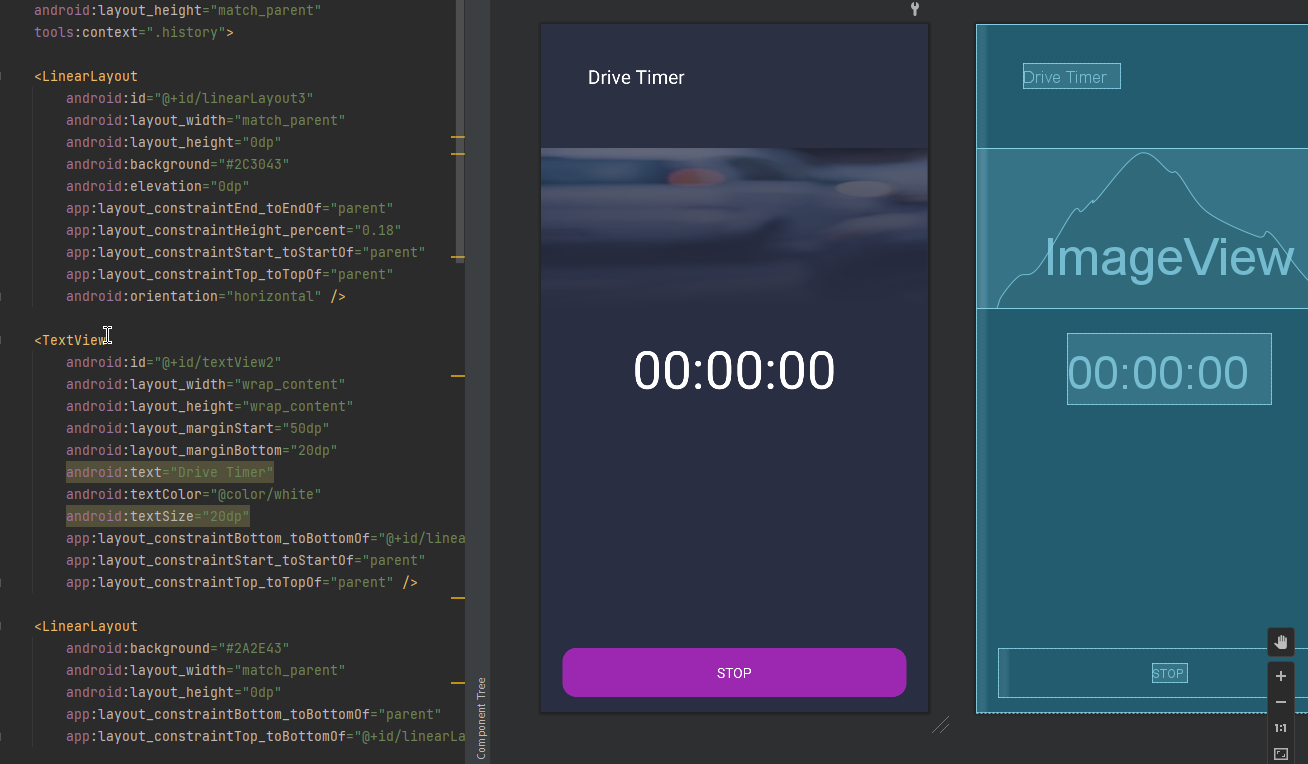 android:layout_height="match_parent"
tools:context=".history">
<LinearLayout
android:id="@+id/linearLayout3"
android:layout_width="match_parent"
android:layout_height="0dp"
android:background="#2C3043"
android:elevation="0dp"
app:layout_constraintEnd_toEndOf="parent"
app:layout_constraintHeight_percent="0.18"
app:layout_constraintStart_toStartOf="parent"
app:layout_constraintTop_toTopOf="parent"
android:orientation="horizontal" />
<TextView
android:id="@+id/textView2"
android:layout_width="wrap_content"
android:layout_height="wrap_content"
android:layout_marginStart="50dp"
android:layout_marginBottom="20dp"
android:text="Drive Timer"
android:textColor="@color/white"
android:textSize="20dp"
app:layout_constraintBottom_toBottomOf="@+id/linea
app:layout_constraintStart_toStartOf="parent"
app:layout_constraintTop_toTopOf="parent" />
<LinearLayout
android:background="#2A2E43"
android:layout_width="match_parent"
android:layout_height="0dp"
app:layout_constraintBottom_toBottomOf="parent"
app:layout_constraintTop_toBottomOf="@+id/linearLa
Component Tree
Drive Timer
00:00:00
STOP
Drive Timer
ImageView
00:00:00
STOP
1:1